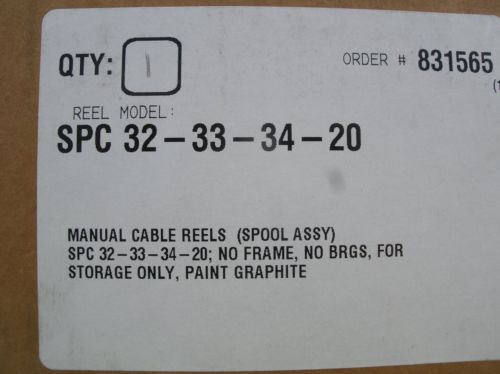 QTY: 1 ORDER # 831565
(1
REEL MODEL:
SPC 32-33-34-20
MANUAL CABLE REELS (SPOOL ASSY)
SPC 32-33-34-20; NO FRAME, NO BRGS, FOR
STORAGE ONLY, PAINT GRAPHITE